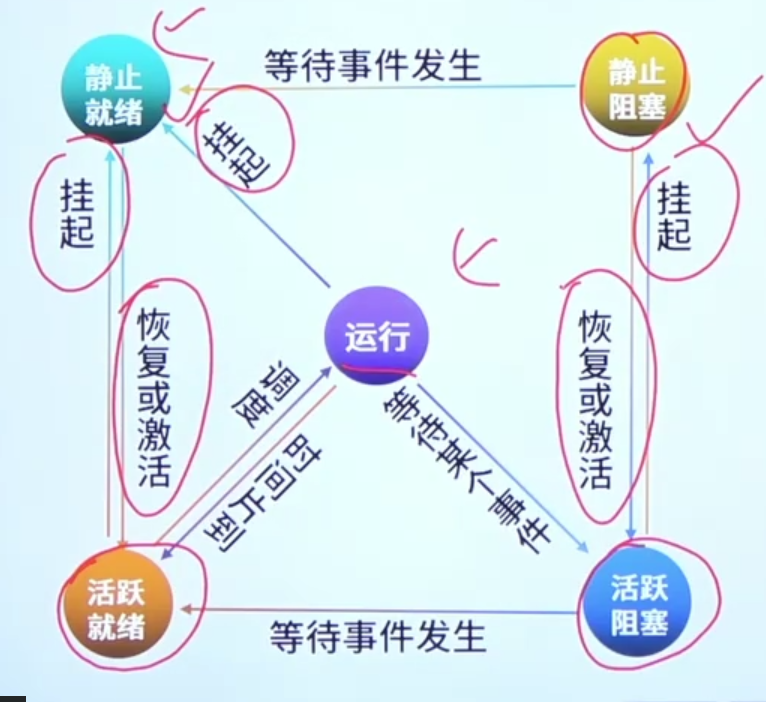 等待事件发生
静止
就绪
静止
阻塞
挂起
挂起
挂起
恢复或激活
运行
恢复或激活
调度
时间片到
等待某个事件
活跃
就绪
活跃
阻塞
等待事件发生